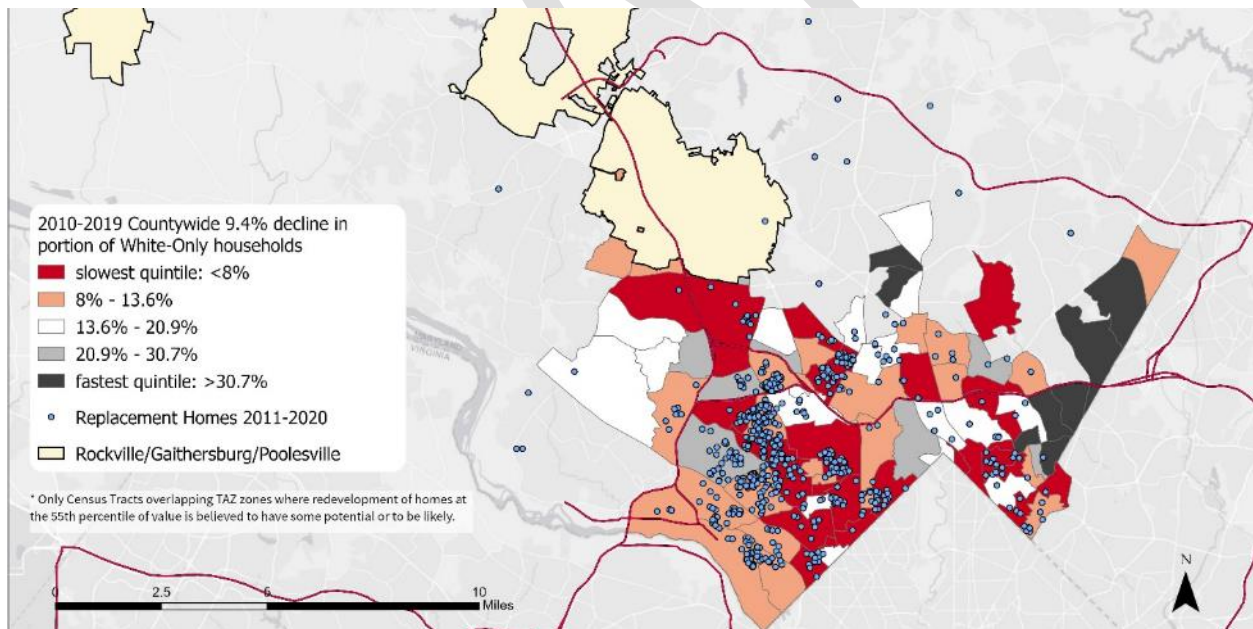 2010-2019 Countywide 9.4% decline in
portion of White-Only households
slowest quintile: <8%
8% - 13.6%
13.6% - 20.9%
20.9% - 30.7%
fastest quintile: >30.7%
Replacement Homes 2011-2020
Rockville/Gaithersburg/Poolesville
* Only Census Tracts overlapping TAZ zones where redevelopment of homes at
the 55th percentile of value is believed to have some potential or to be likely.
MARYLAND
VIRGINIA
N
0 2.5 5 10
Miles